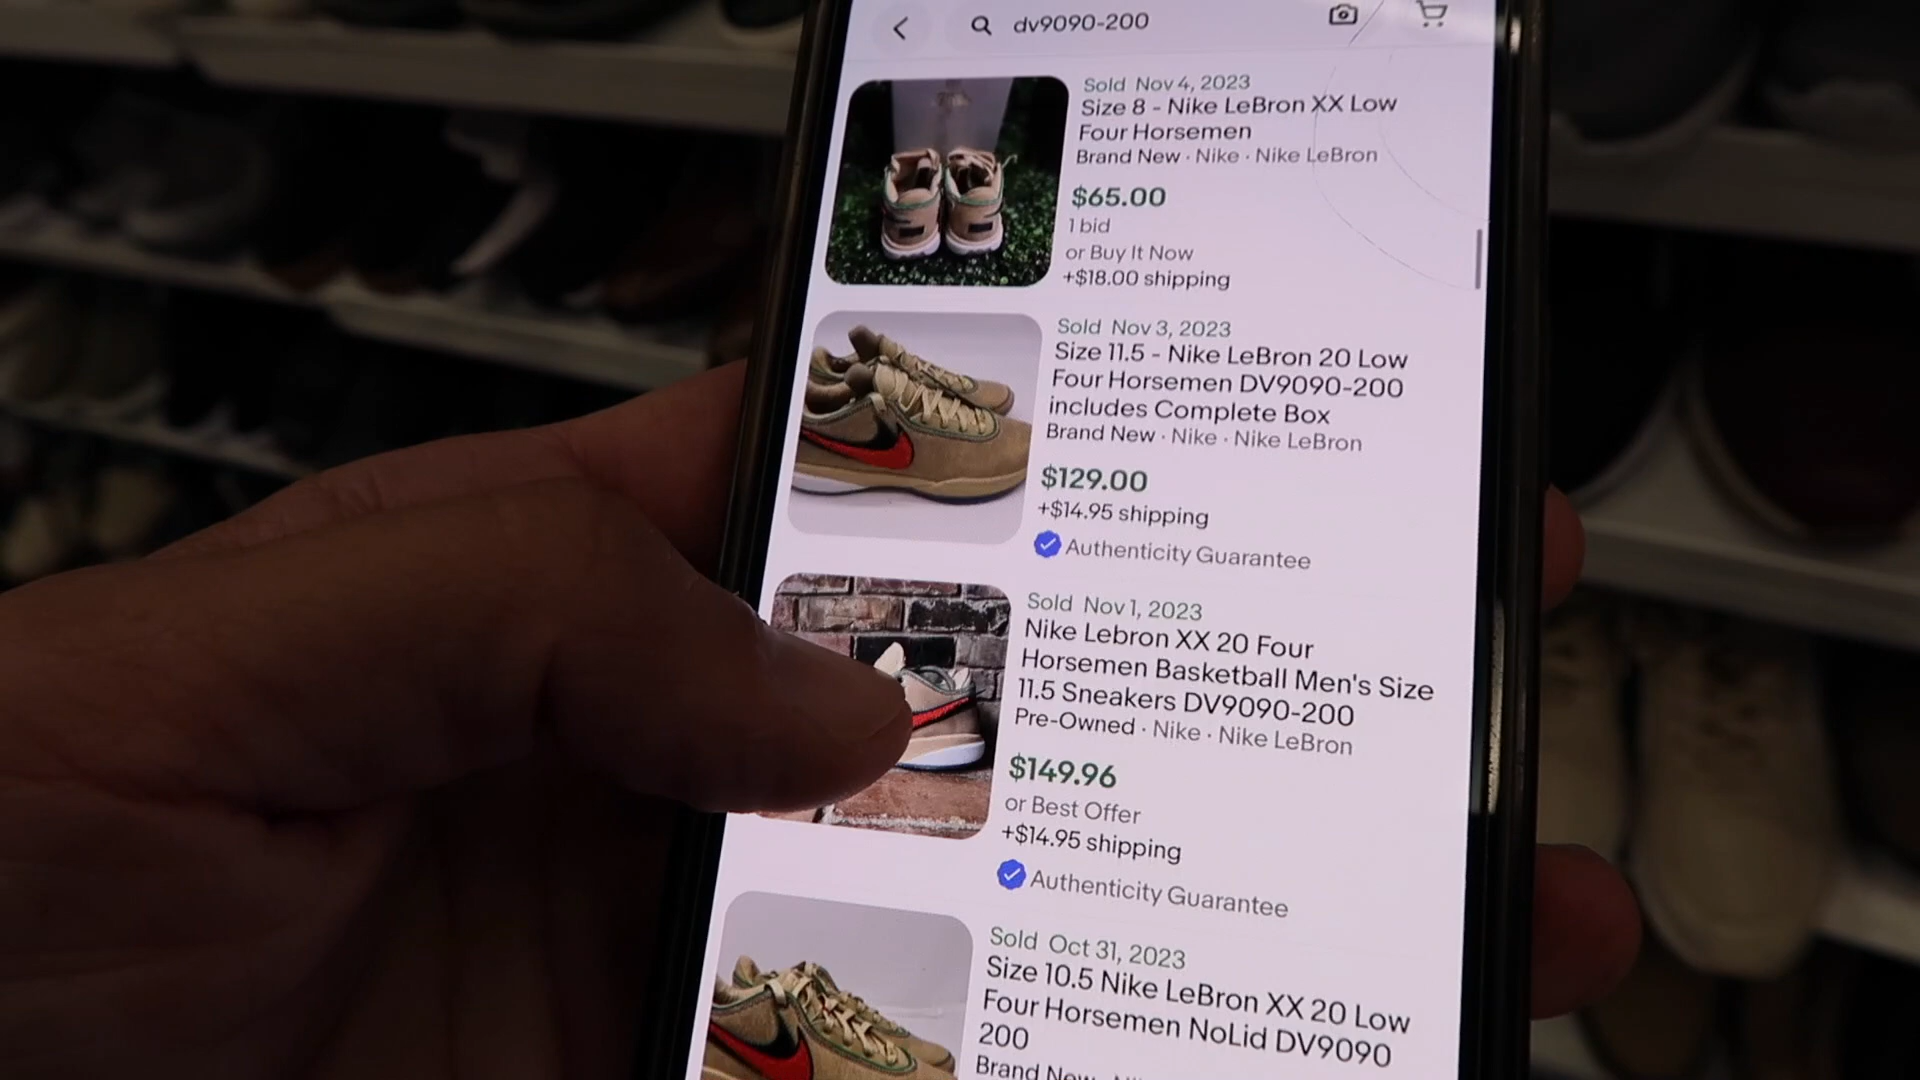 dv9090-200
Sold Nov 4, 2023
Size 8 - Nike LeBron XX Low
Four Horsemen
Brand New · Nike · Nike LeBron
$65.00
1 bid
or Buy It Now
+$18.00 shipping
Sold Nov 3, 2023
Size 11.5 - Nike LeBron 20 Low
Four Horsemen DV9090-200
includes Complete Box
Brand New · Nike · Nike LeBron
$129.00
+$14.95 shipping
Authenticity Guarantee
Sold Nov 1, 2023
Nike Lebron XX 20 Four
Horsemen Basketball Men's Size
11.5 Sneakers DV9090-200
Pre-Owned · Nike · Nike LeBron
$149.96
or Best Offer
+$14.95 shipping
Authenticity Guarantee
Sold Oct 31, 2023
Size 10.5 Nike LeBron XX 20 Low
Four Horsemen NoLid DV9090
200
Brand New